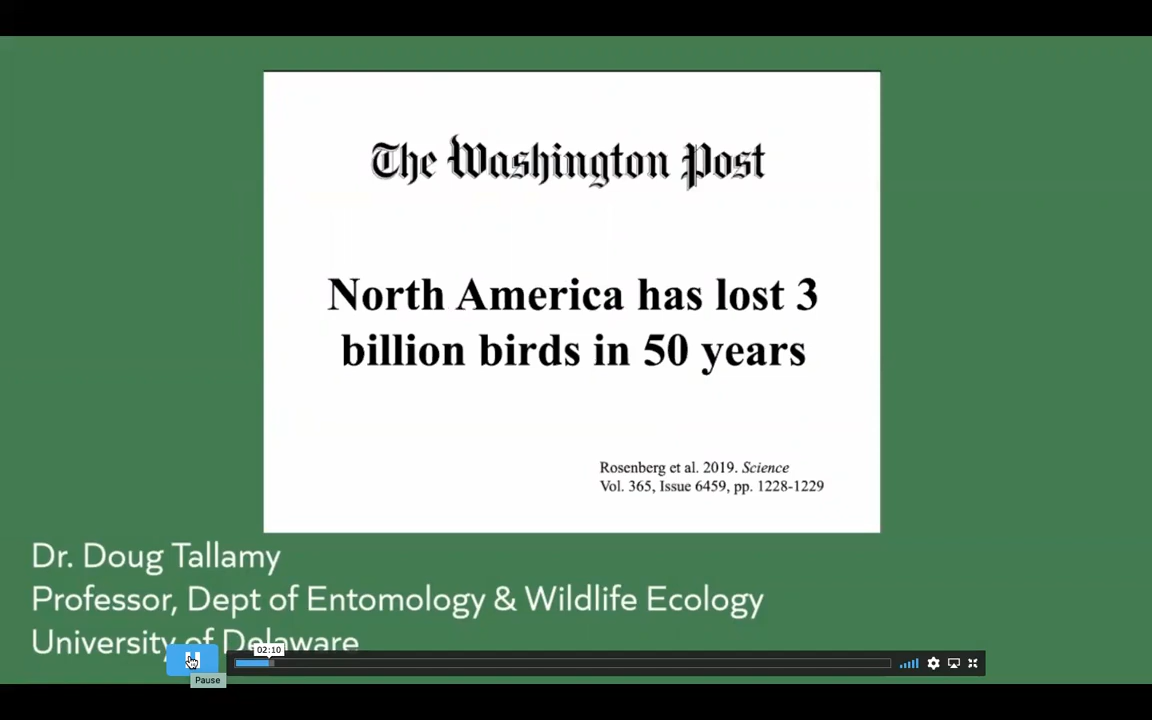 The Washington Post
North America has lost 3
billion birds in 50 years
Rosenberg et al. 2019. Science
Vol. 365, Issue 6459, pp. 1228-1229
Dr. Doug Tallamy
Professor, Dept of Entomology & Wildlife Ecology
University of Delaware
02:10
Pause